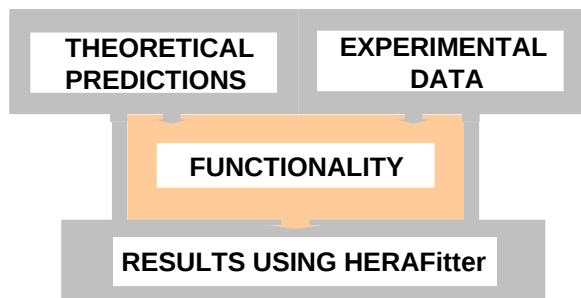 THEORETICAL
PREDICTIONS
EXPERIMENTAL
DATA
FUNCTIONALITY
RESULTS USING HERAFitter